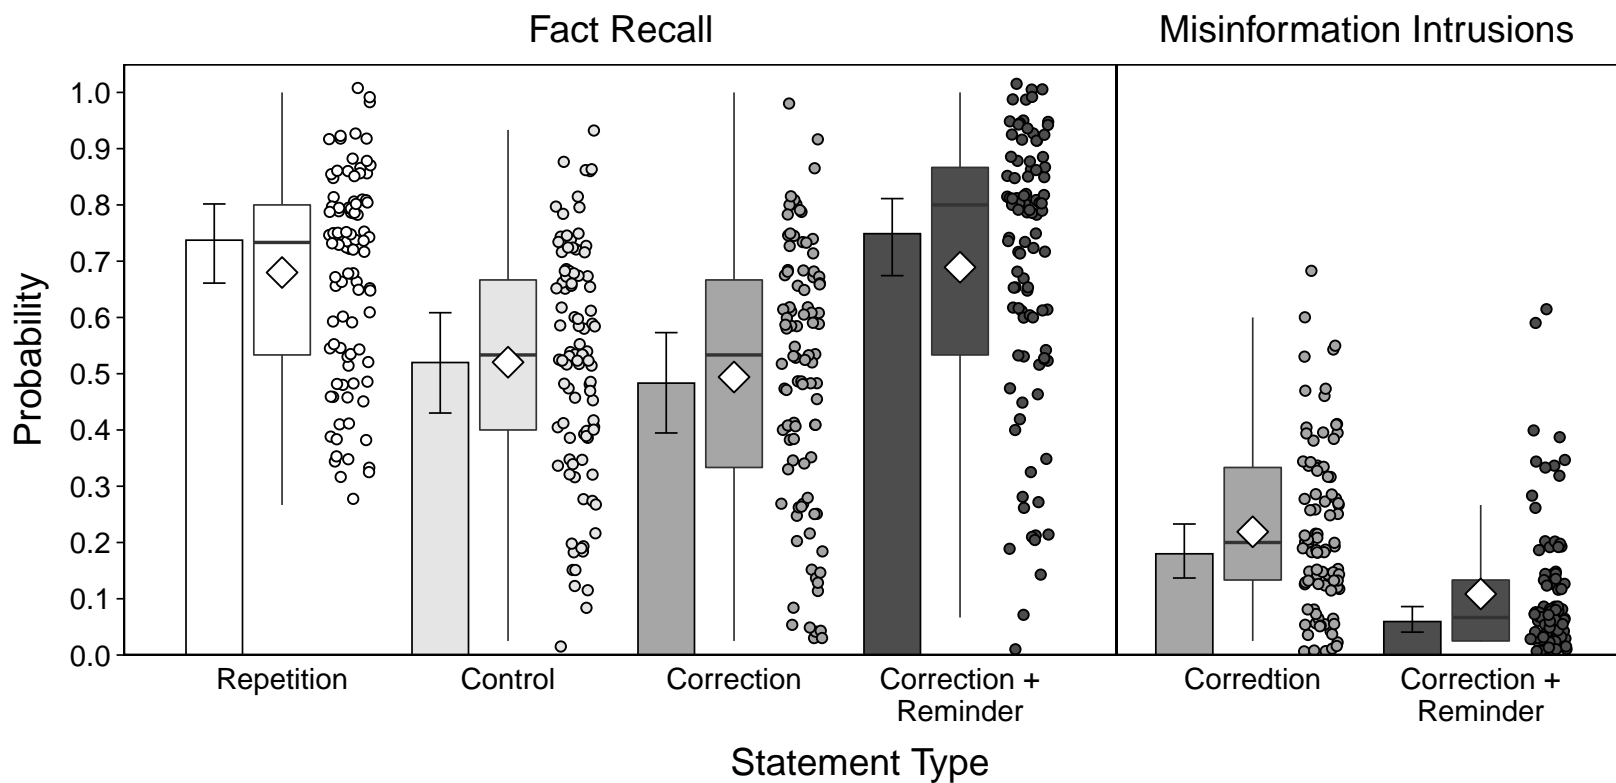 Fact Recall
Misinformation Intrusions
Probability
1.0
0.9
0.8
0.7
0.6
0.5
0.4
0.3
0.2
0.1
0.0
Repetition
Control
Correction
Correction +
Reminder
Corredtion
Correction +
Reminder
Statement Type